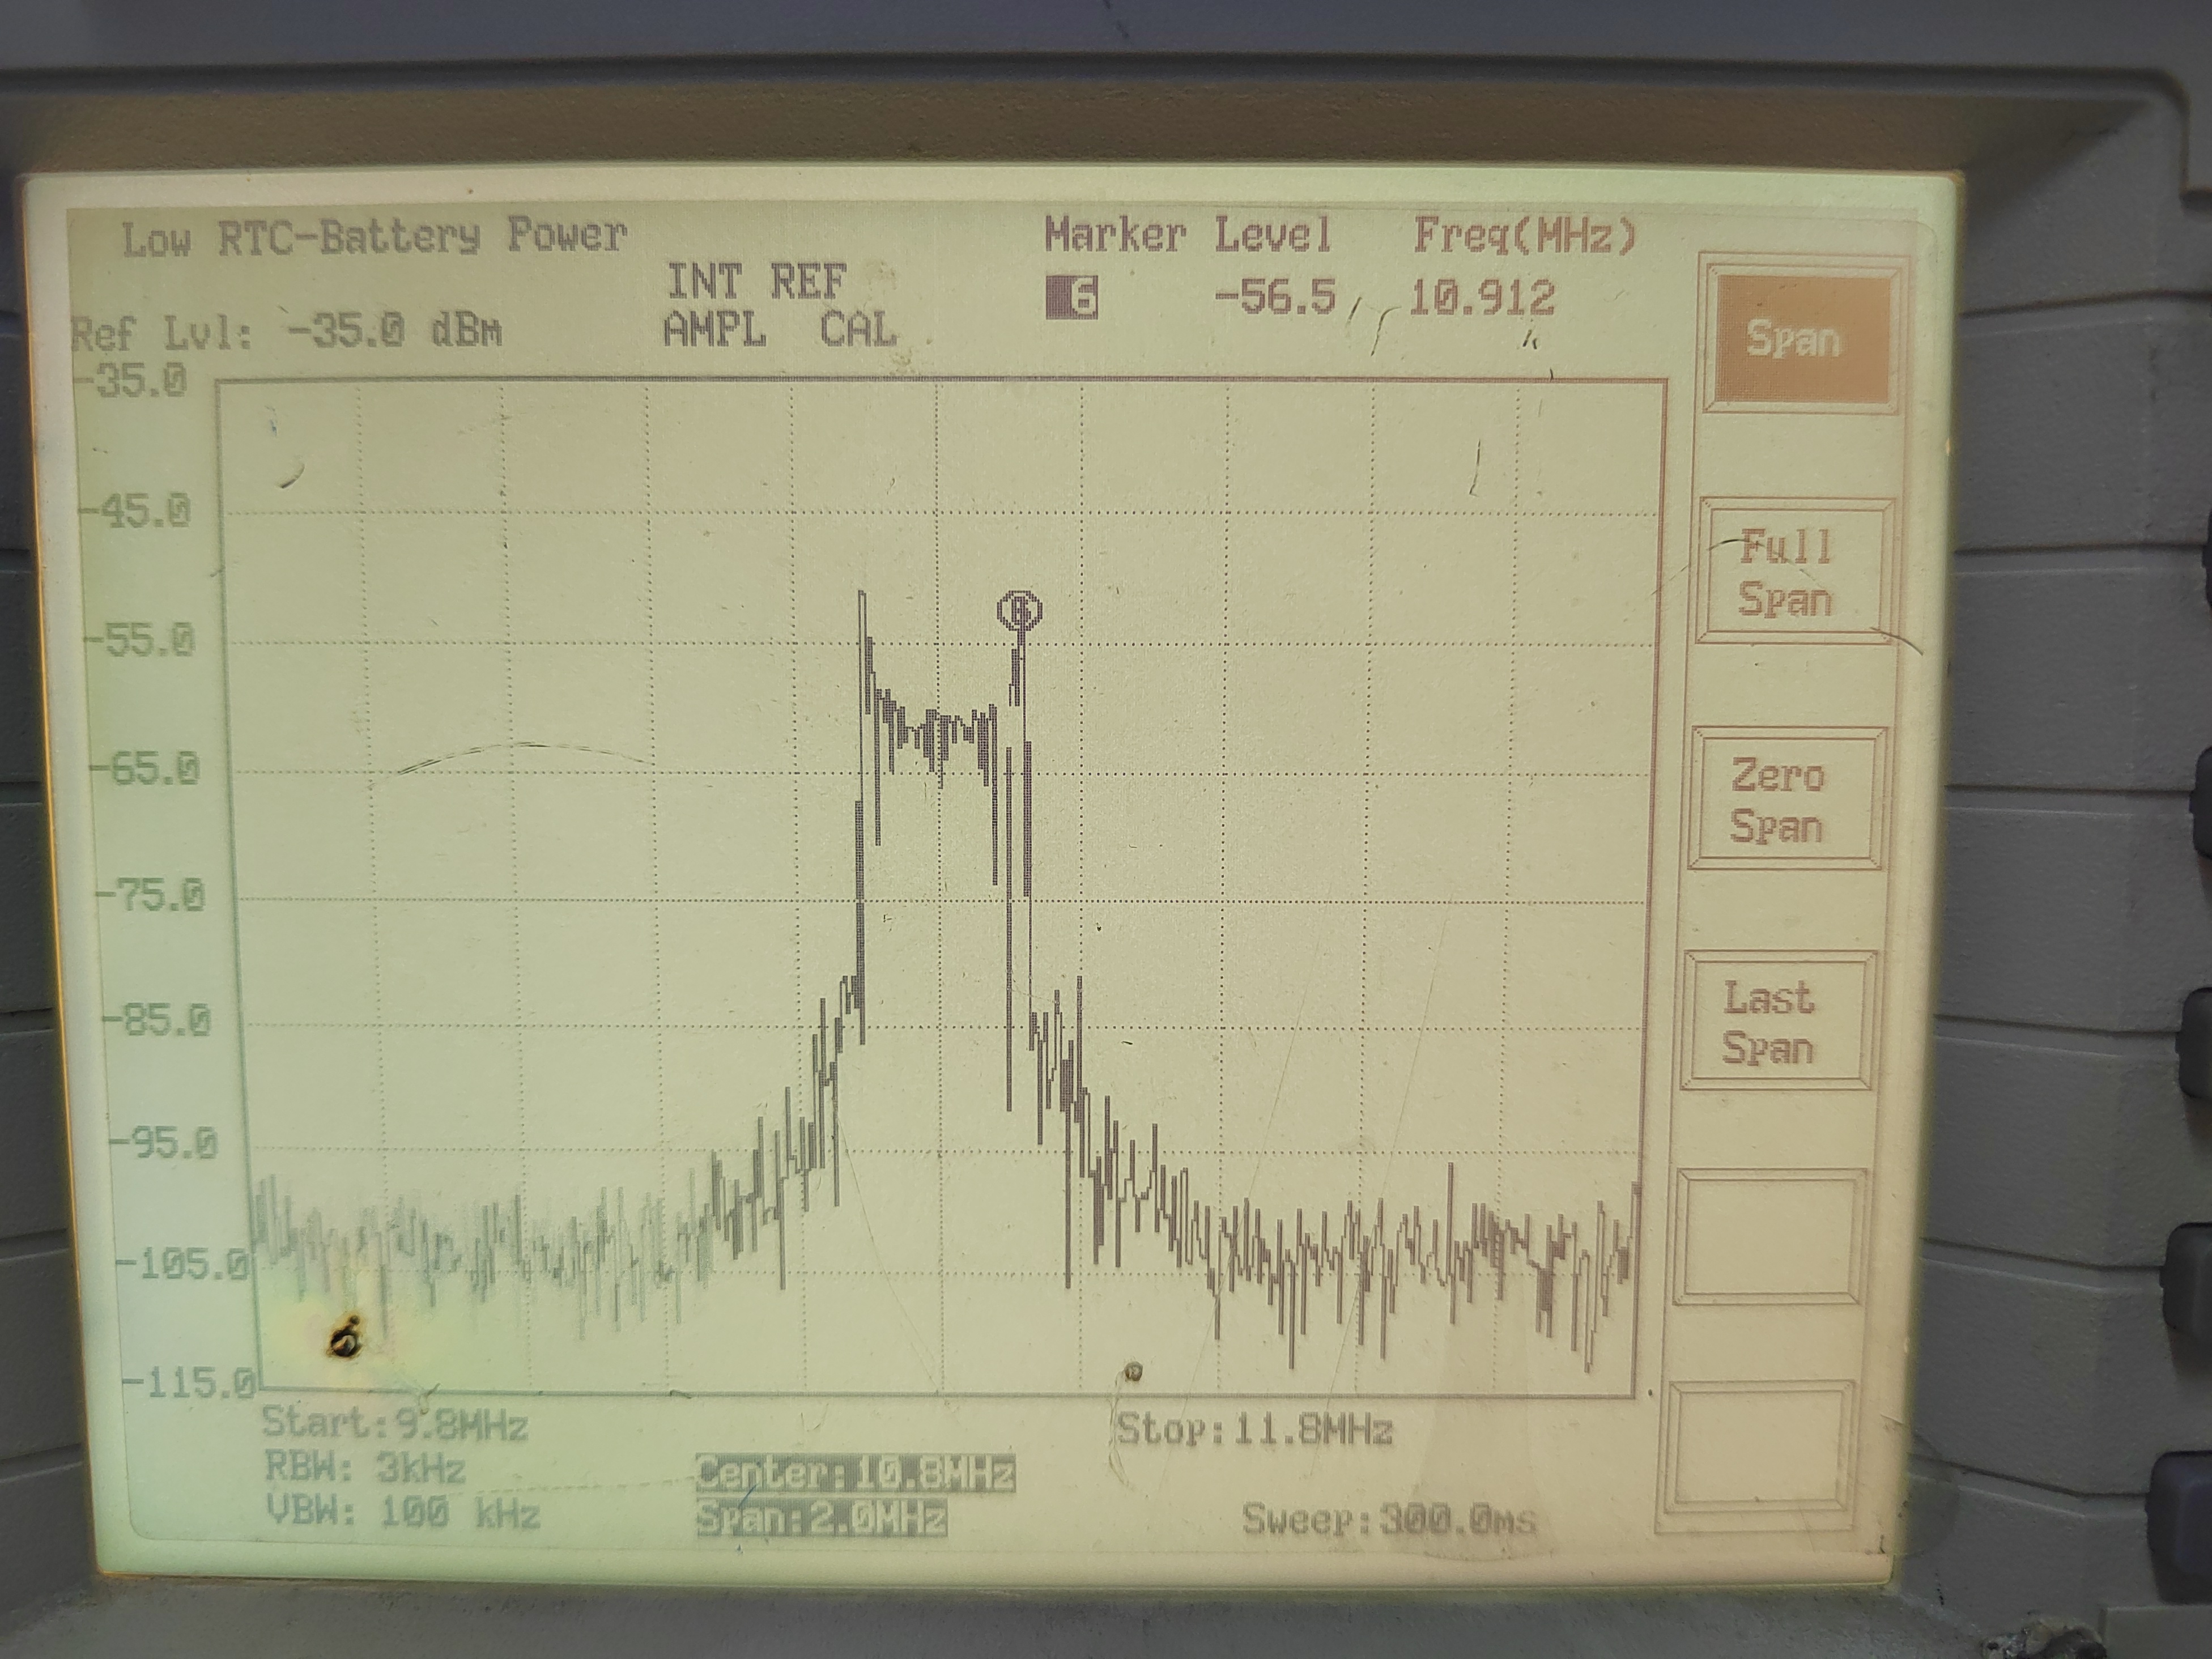 Low RTC-Battery Power
Marker Level Freq(MHz)
INT REF
6 -56.5 10.912
Ref Lvl: -35.0 dBm
AMPL CAL
Span
-35.0
-45.0
Full
Span
6
-55.0
-65.0
Zero
Span
-75.0
-85.0
Last
Span
-95.0
-105.0
-115.0
Start:9.8MHz
Stop:11.8MHz
RBW: 3kHz
Center:10.8MHz
VBW: 100 kHz
Span:2.0MHz
Sweep:300.0ms